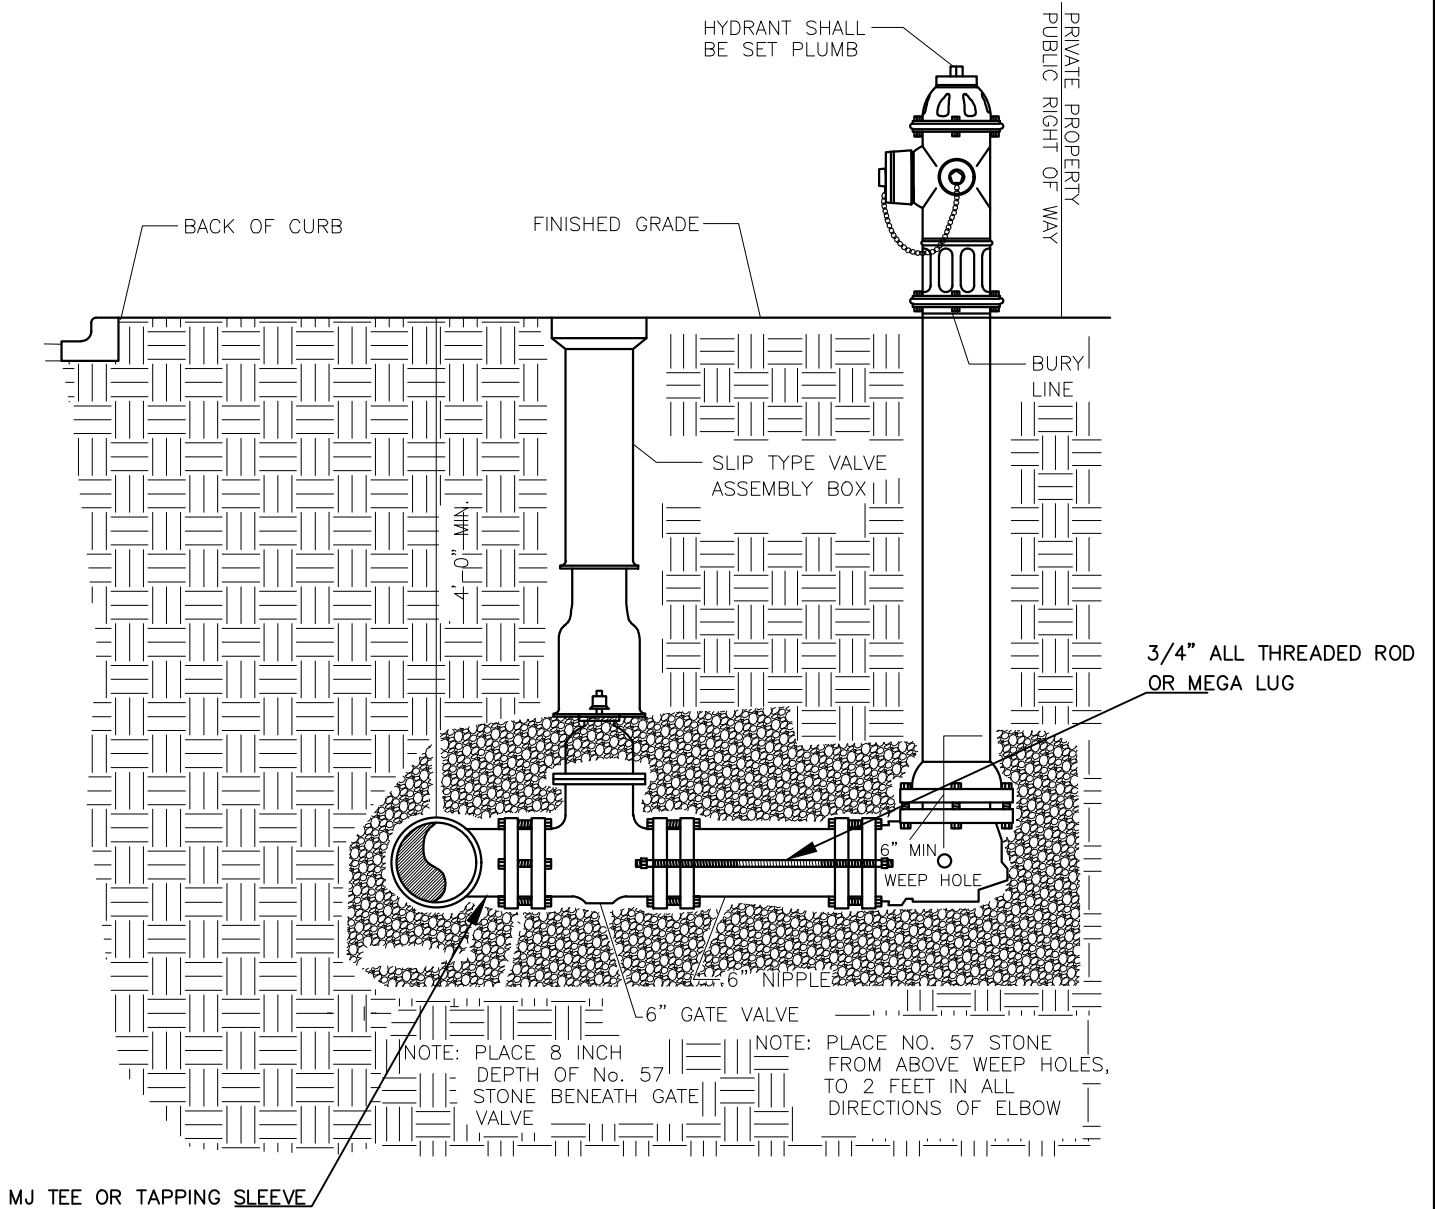 HYDRANT SHALL
BE SET PLUMB
PRIVATE PROPERTY
PUBLIC RIGHT OF WAY
BACK OF CURB
FINISHED GRADE
BURY
LINE
SLIP TYPE VALVE
ASSEMBLY BOX
4'-0" MIN.
3/4" ALL THREADED ROD
OR MEGA LUG
6" MIN
WEEP HOLE
6" NIPPLE
6" GATE VALVE
NOTE: PLACE 8 INCH
DEPTH OF No. 57
STONE BENEATH GATE
VALVE
NOTE: PLACE NO. 57 STONE
FROM ABOVE WEEP HOLES,
TO 2 FEET IN ALL
DIRECTIONS OF ELBOW
MJ TEE OR TAPPING SLEEVE